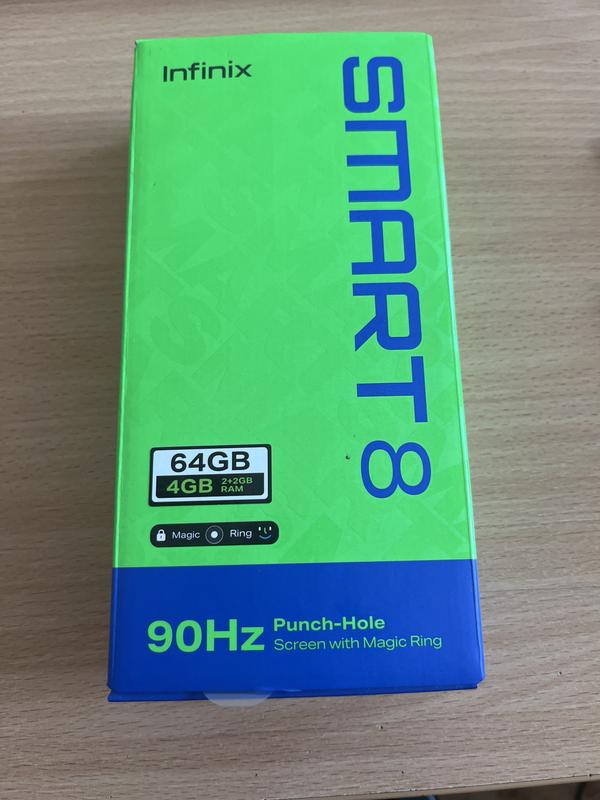 Infinix
SMART 8
64GB
4GB 2+2GB RAM
Magic Ring
90Hz Punch-Hole
Screen with Magic Ring